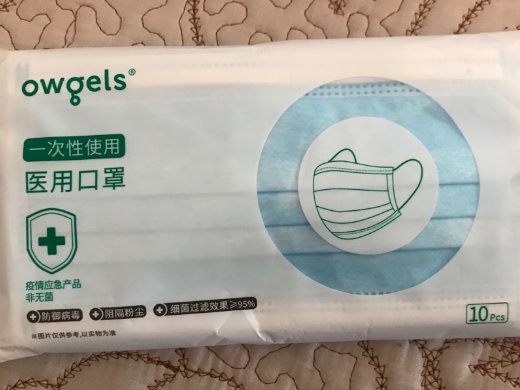 owgels®
一次性使用
医用口罩
疫情应急产品
非无菌
防御病毒 阻隔粉尘 细菌过滤效果≥95%
※图片仅供参考,以实物为准
10 Pcs